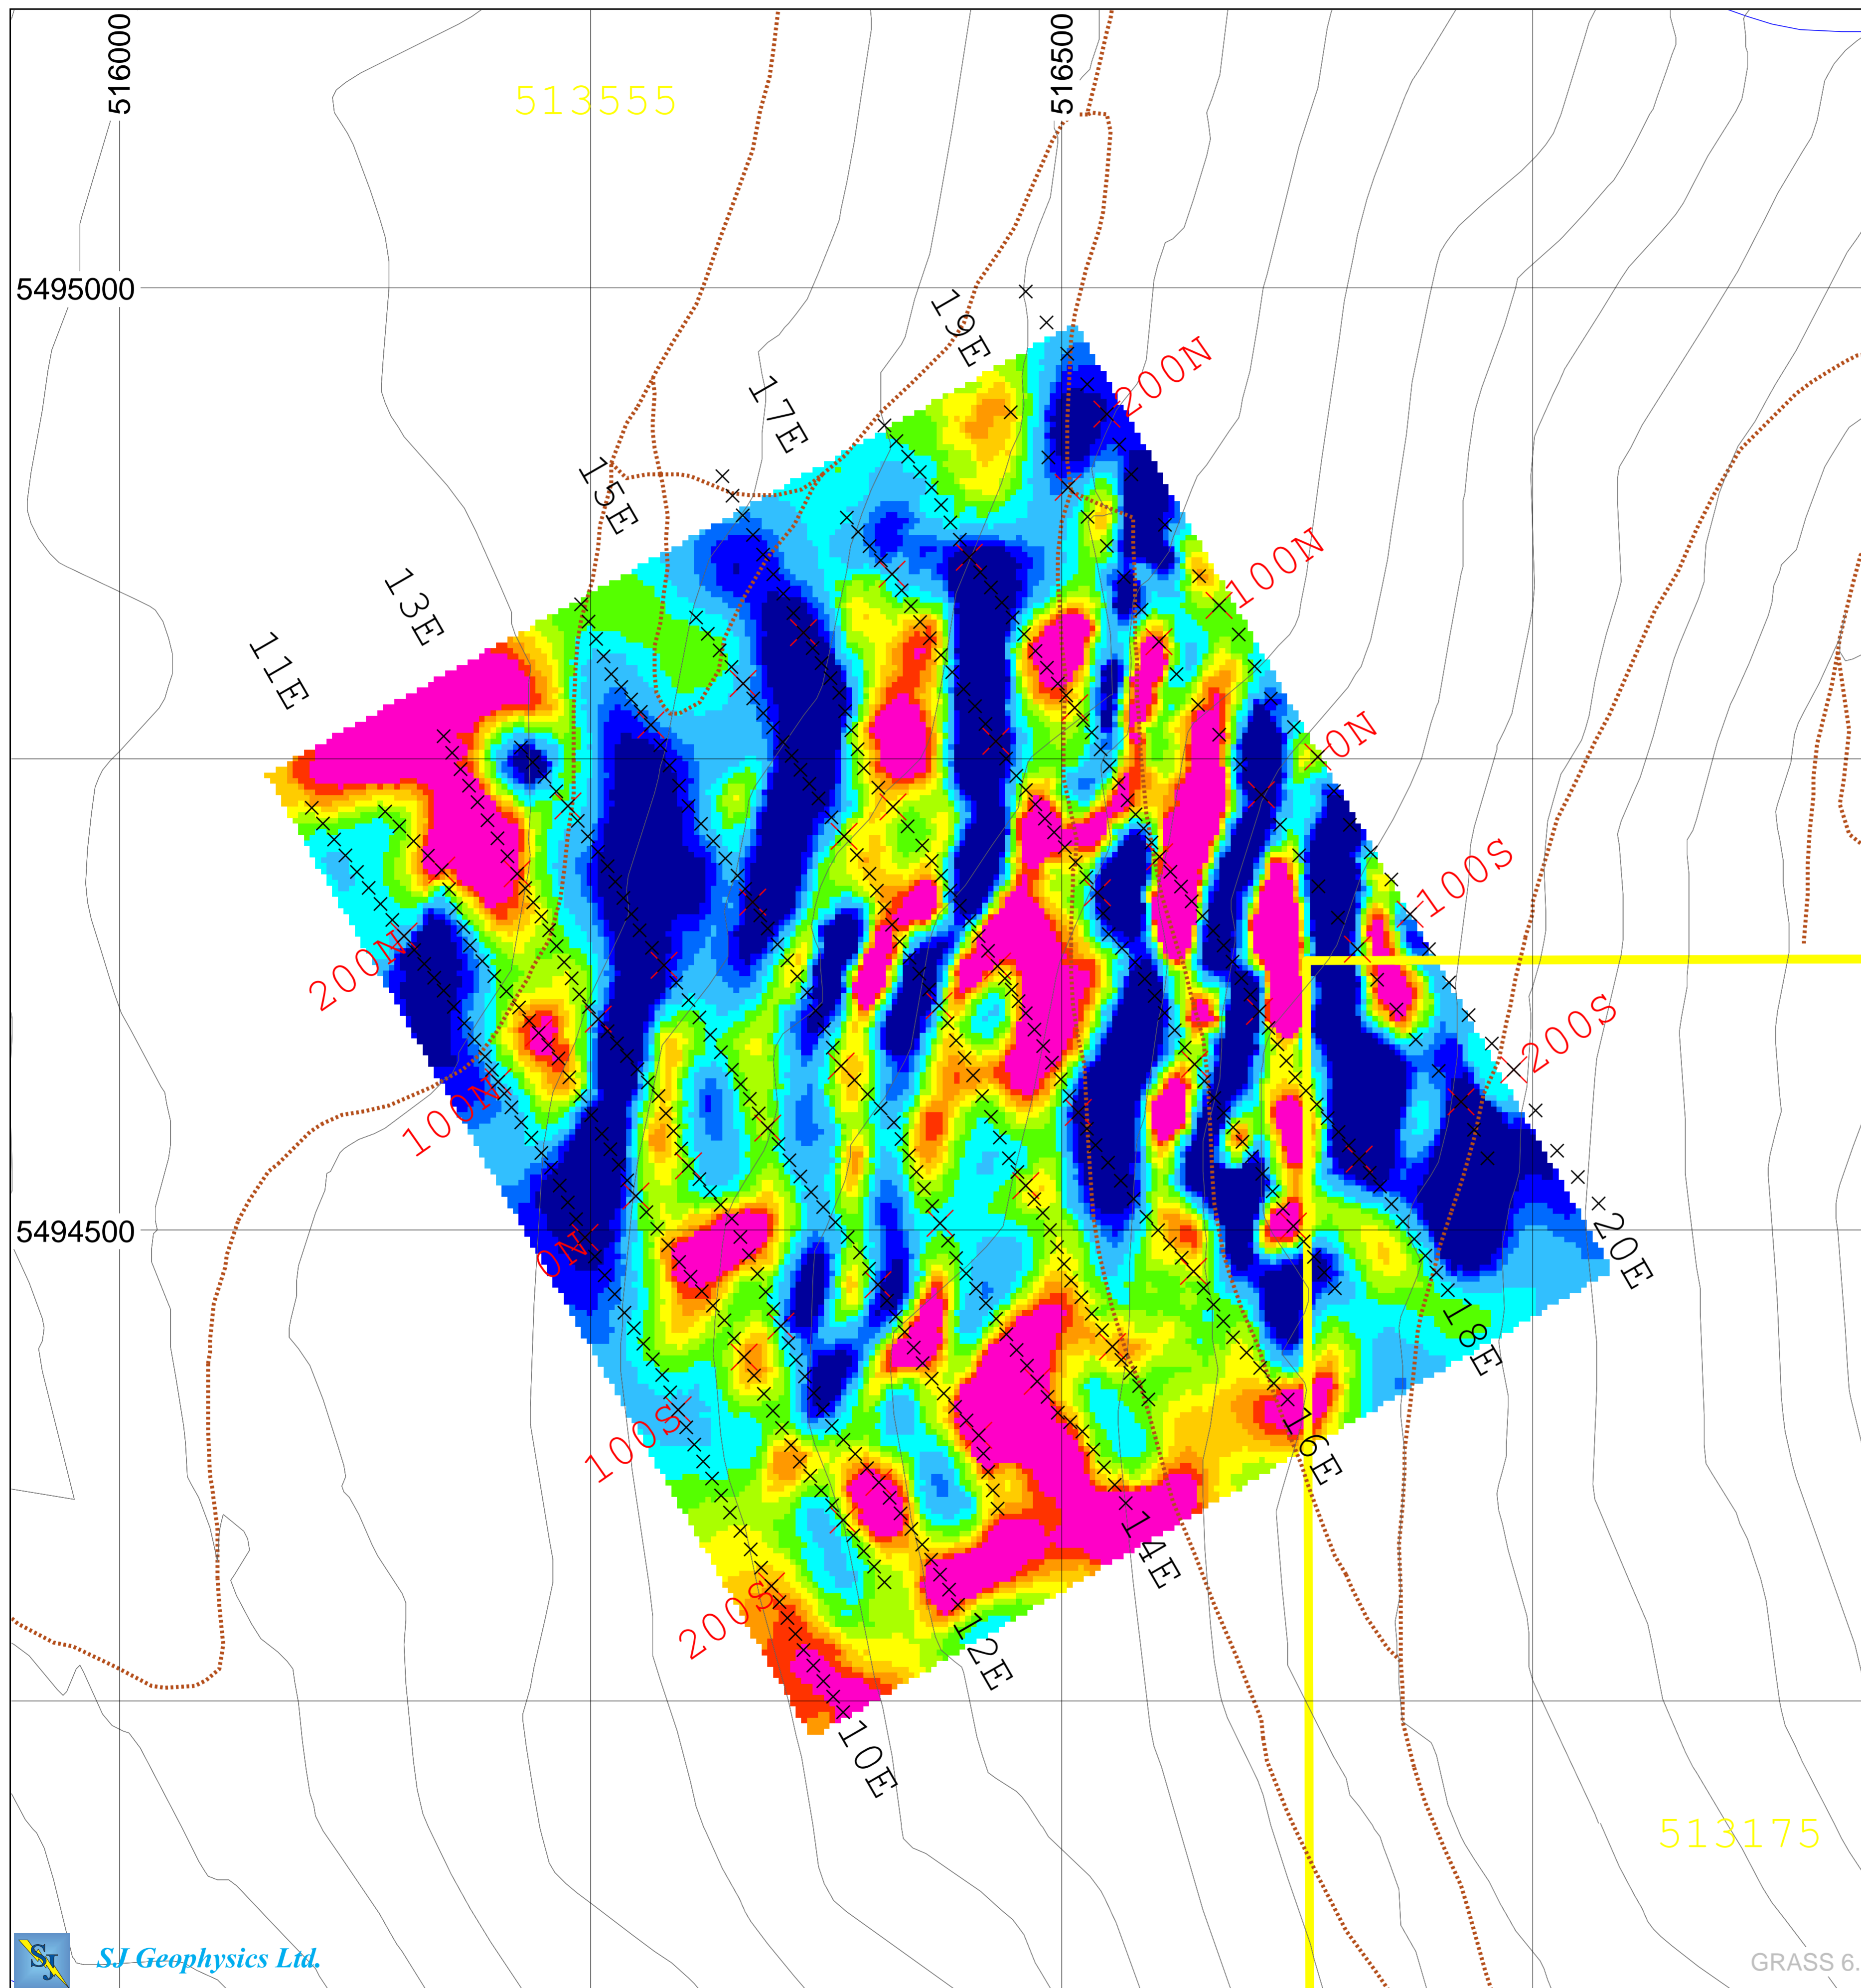 516000
516500
513555
5495000
19E
200N
17E
15E
100N
13E
11E
0N
100S
200N
200S
100N
5494500
20E
0N
18E
100S
16E
14E
200S
12E
10E
513175
SJ
SJ Geophysics Ltd.
GRASS 6.